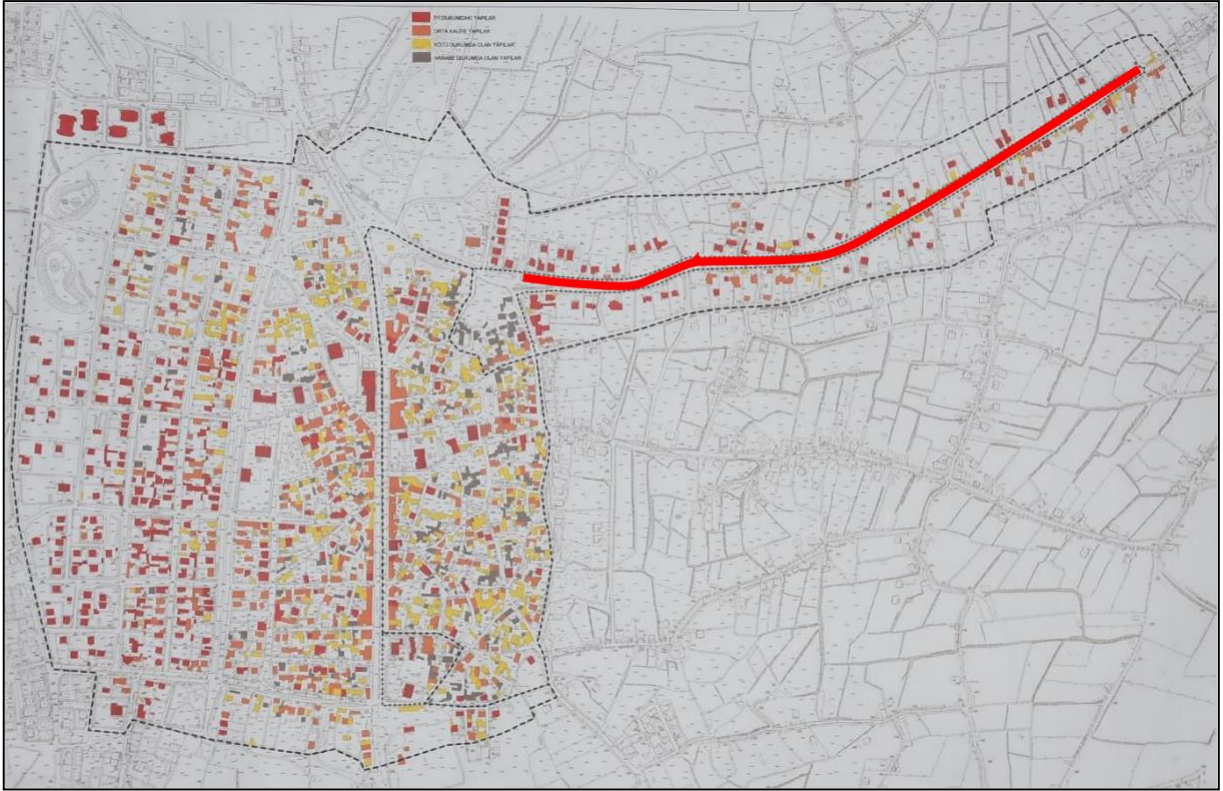 İYİ DURUMDAKİ YAPILAR
ORTA KALİTE YAPILAR
KÖTÜ DURUMDA OLAN YAPILAR
HARABE DURUMDA OLAN YAPILAR